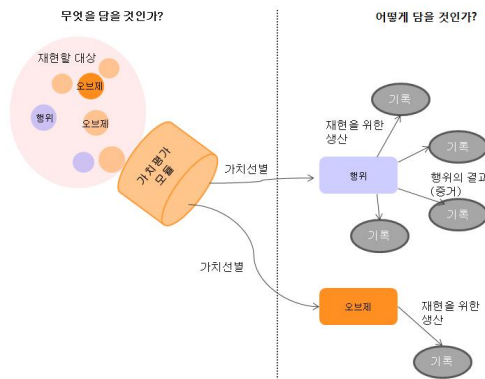 무엇을 담을 것인가?
어떻게 담을 것인가?
재현할 대상
오브제
행위
오브제
가치평가
모듈
가치선별
가치선별
기록
재현을 위한
생산
기록
행위
행위의 결과
(증거)
기록
기록
오브제
재현을 위한
생산
기록